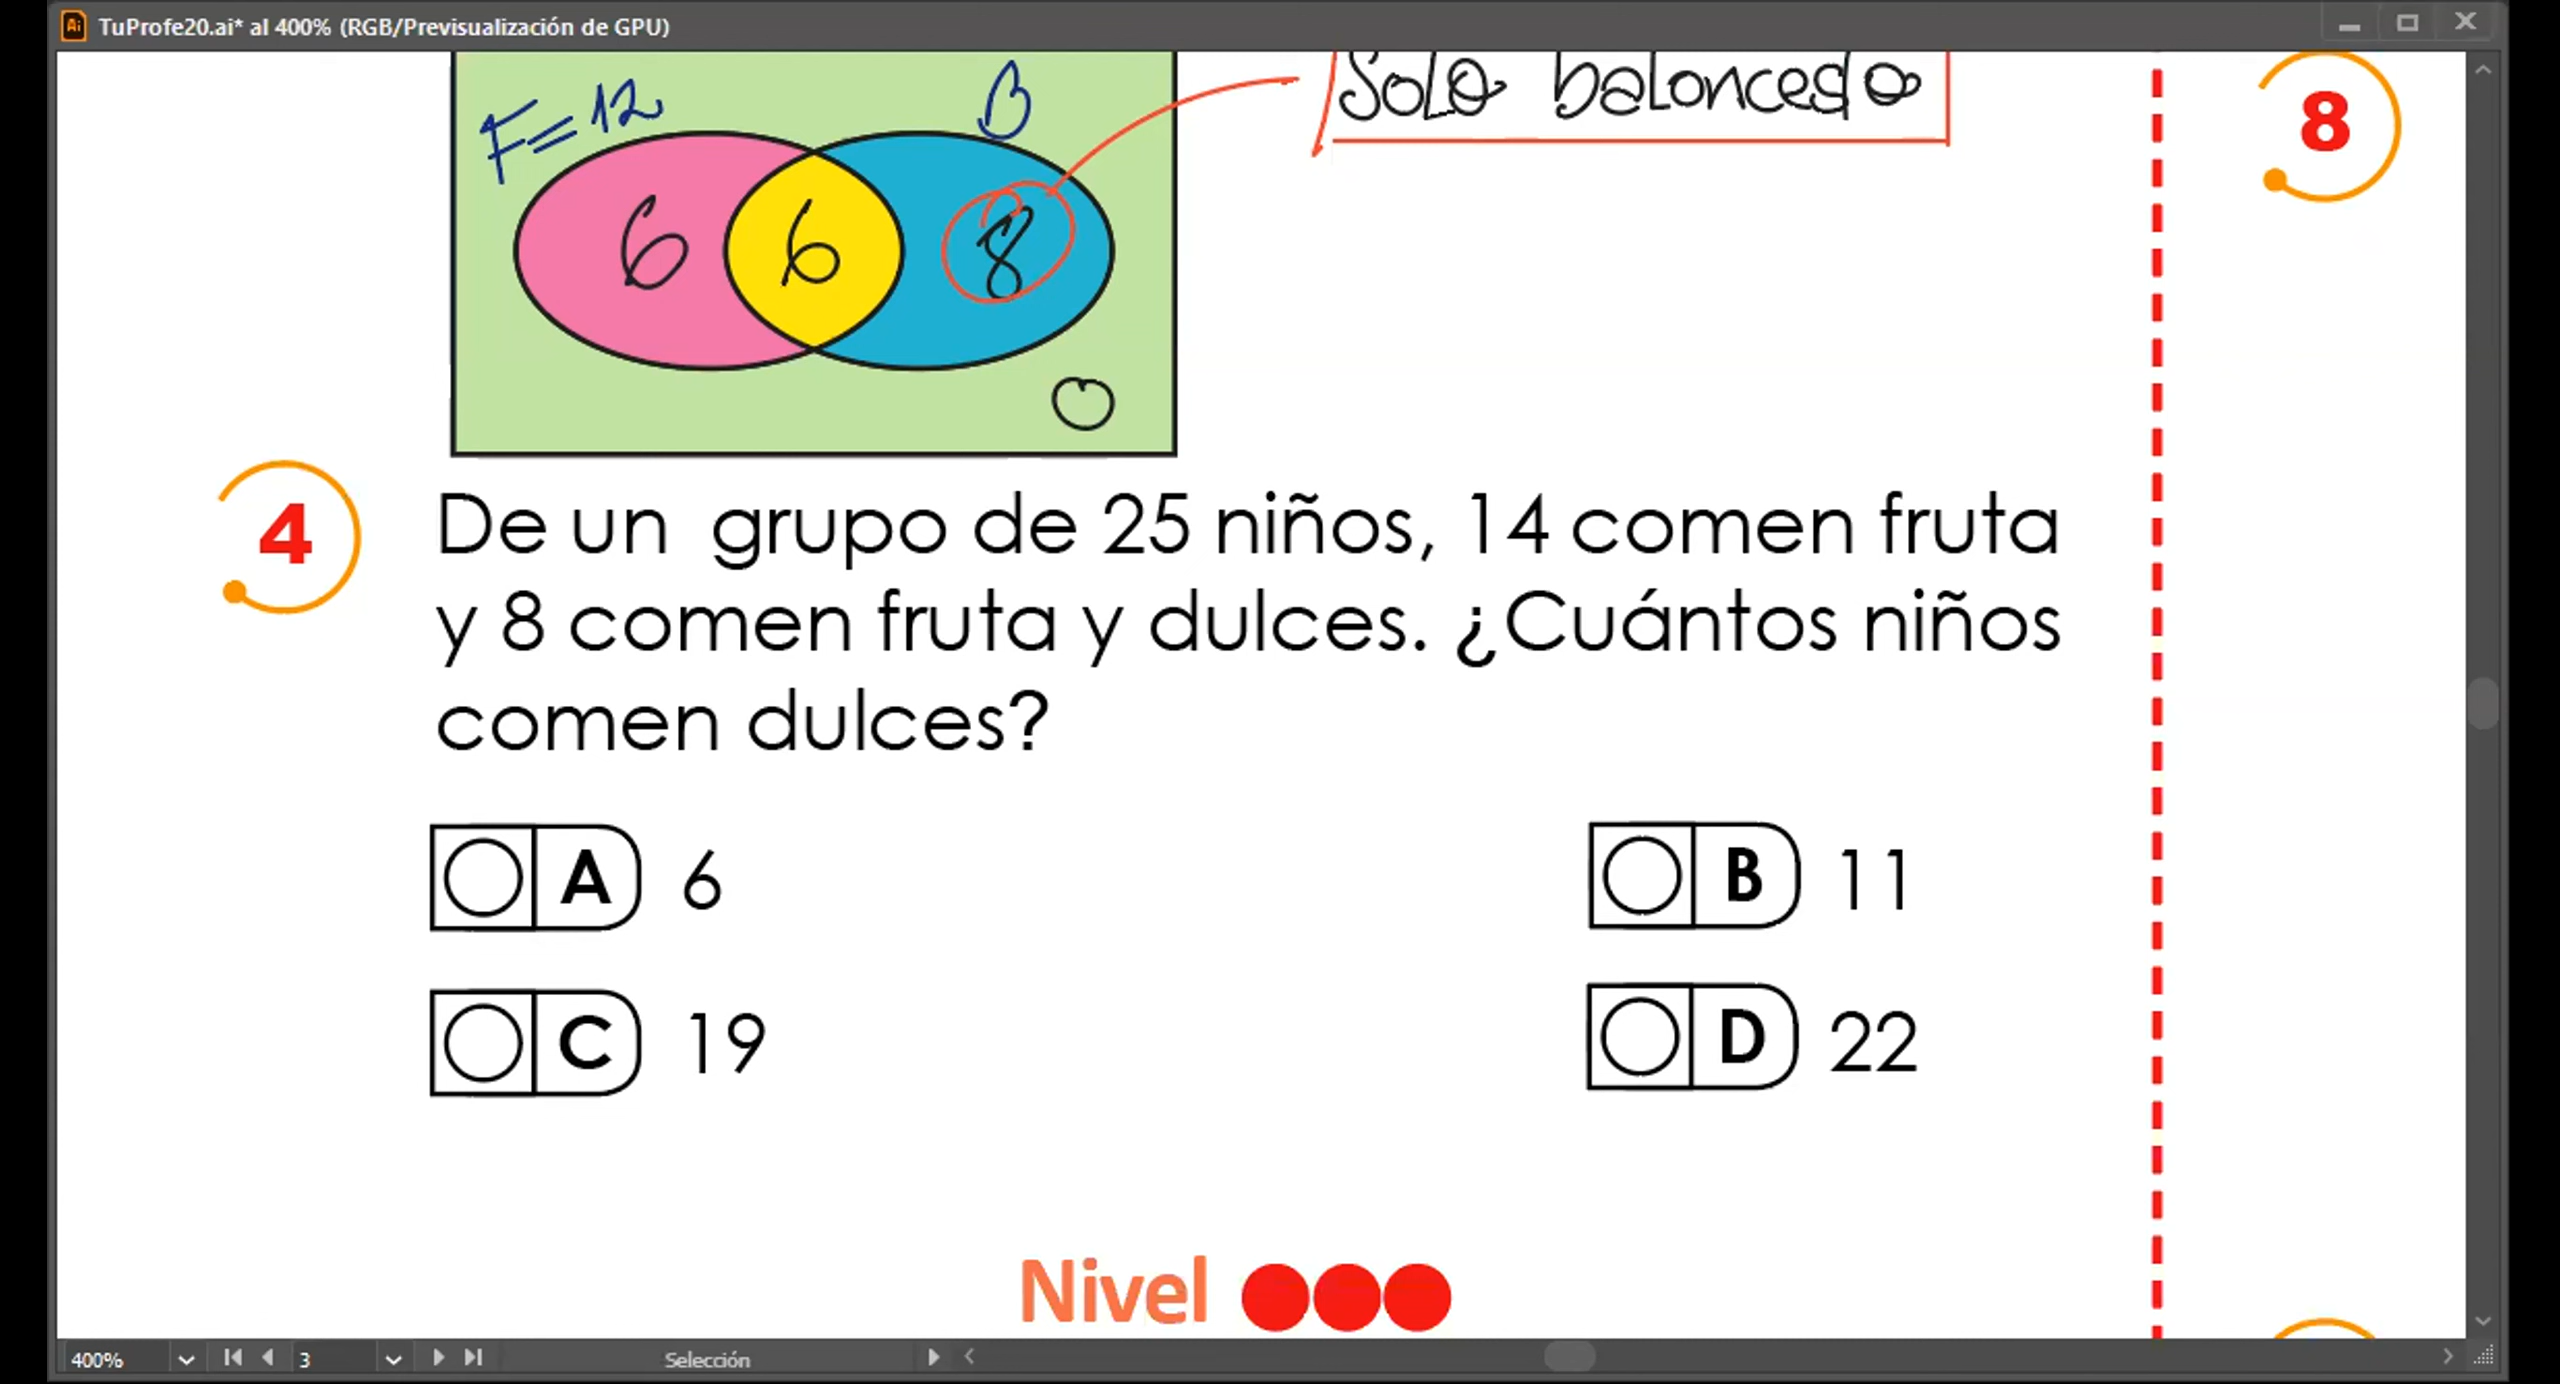 TuProfe20.ai* al 400% (RGB/Previsualización de GPU)
F=12
B
Solo baloncesto
6
6
8
0
8
4
De un grupo de 25 niños, 14 comen fruta
y 8 comen fruta y dulces. ¿Cuántos niños
comen dulces?
A 6
B 11
C 19
D 22
Nivel
400%
3
Selección